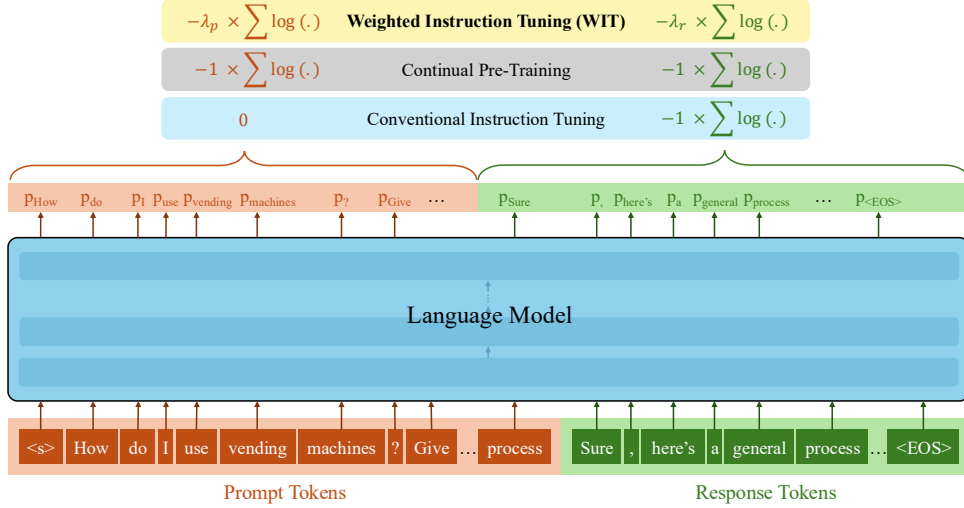 −λp × ∑ log (.) Weighted Instruction Tuning (WIT) −λr × ∑ log (.)
−1 × ∑ log (.) Continual Pre-Training −1 × ∑ log (.)
0 Conventional Instruction Tuning −1 × ∑ log (.)
pHow pdo pI puse pvending pmachines p? pGive … pSure p, phere's pa pgeneral pprocess … p<EOS>
Language Model
<s> How do I use vending machines ? Give … process Sure , here's a general process … <EOS>
Prompt Tokens Response Tokens